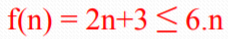 f(n) = 2n+3 ≤ 6.n